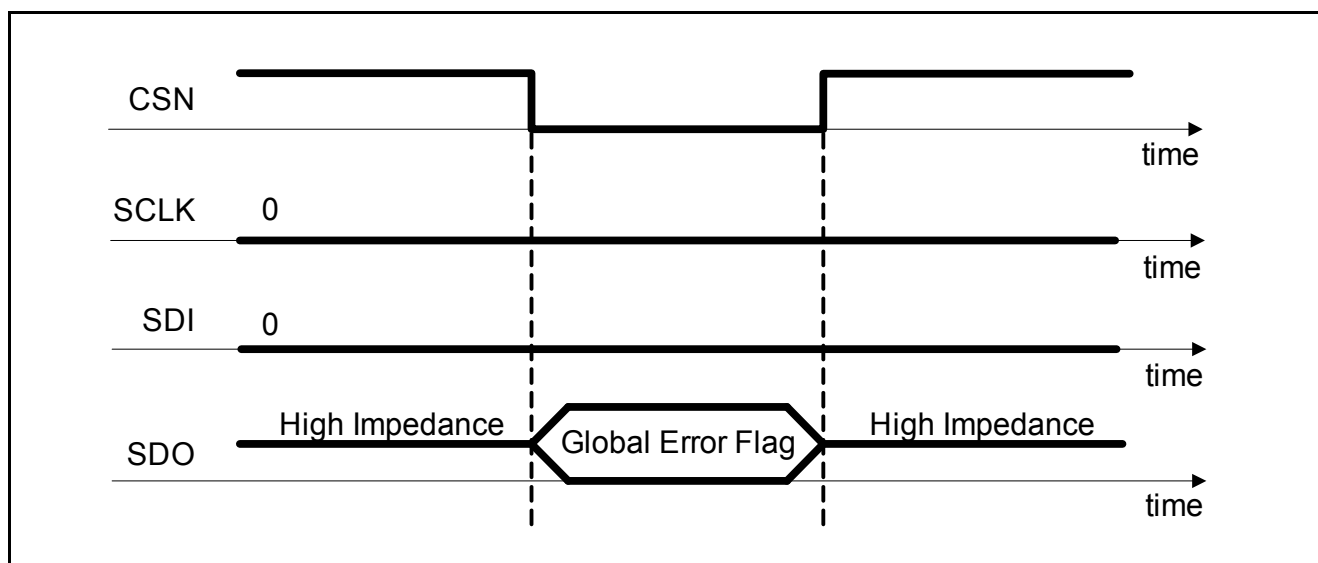 CSN
time
SCLK
0
time
SDI
0
time
High Impedance
Global Error Flag
High Impedance
SDO
time